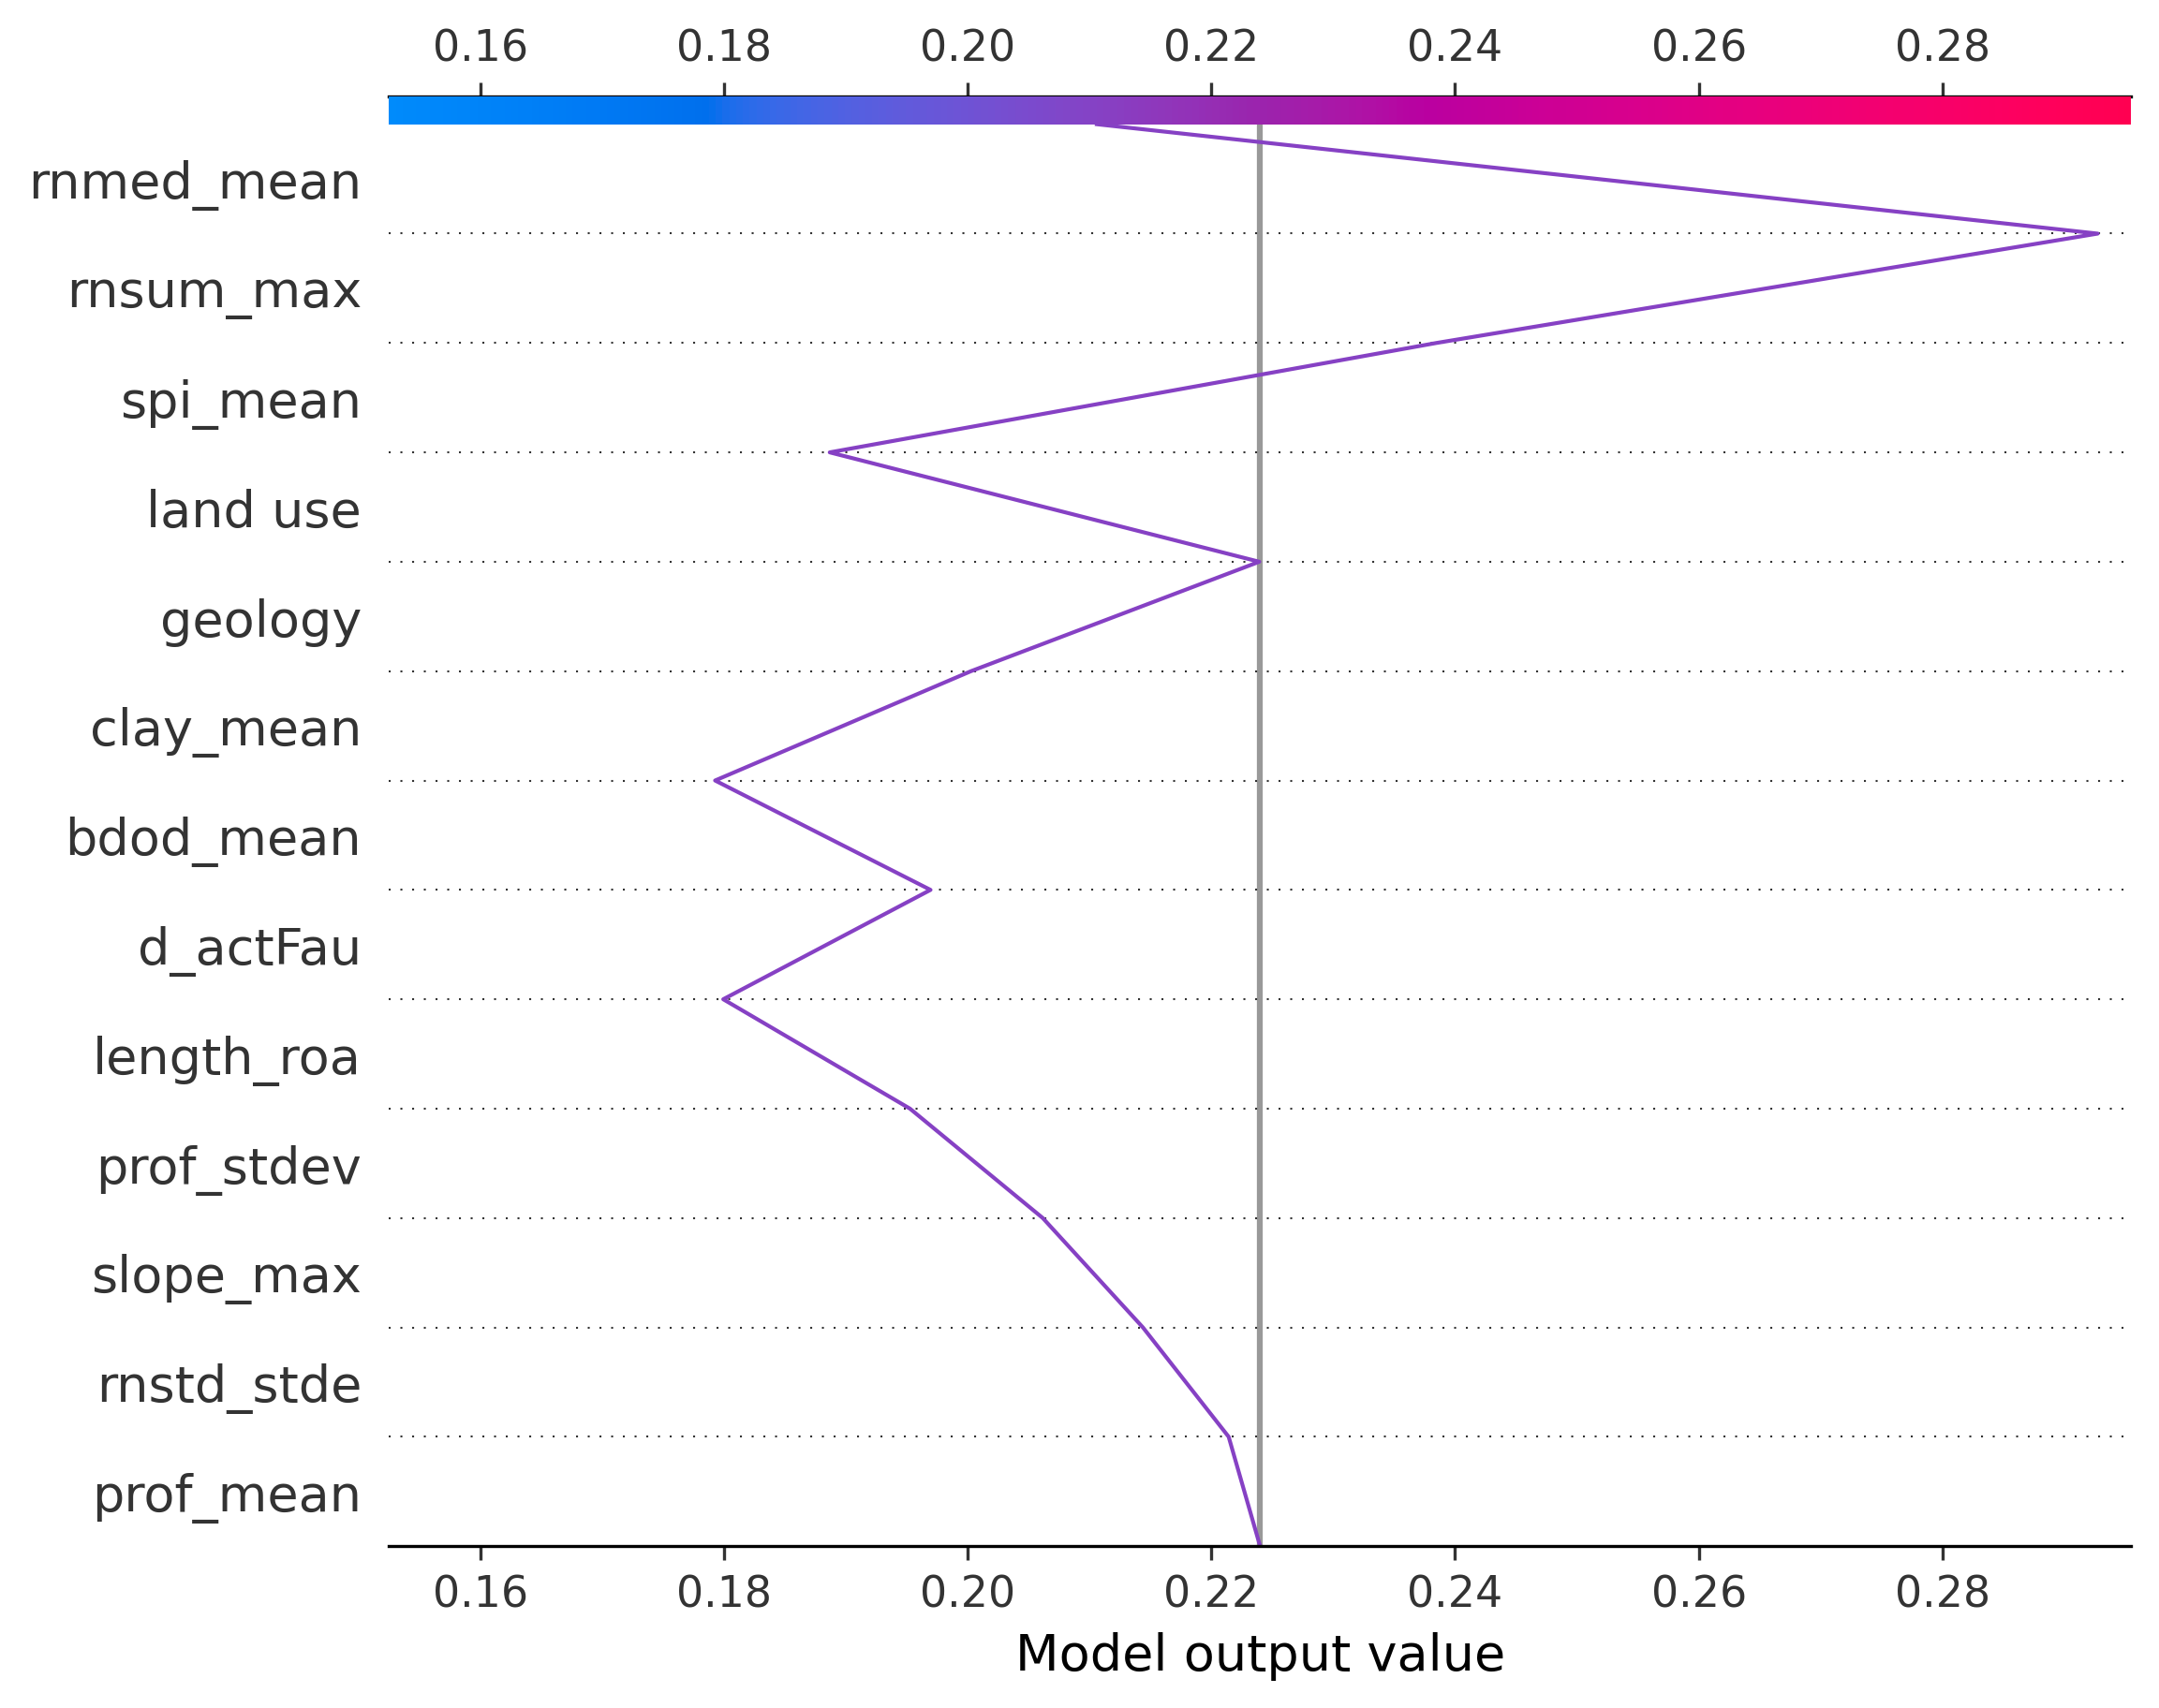 0.16 0.18 0.20 0.22 0.24 0.26 0.28
rnmed_mean
rnsum_max
spi_mean
land use
geology
clay_mean
bdod_mean
d_actFau
length_roa
prof_stdev
slope_max
rnstd_stde
prof_mean
0.16 0.18 0.20 0.22 0.24 0.26 0.28
Model output value